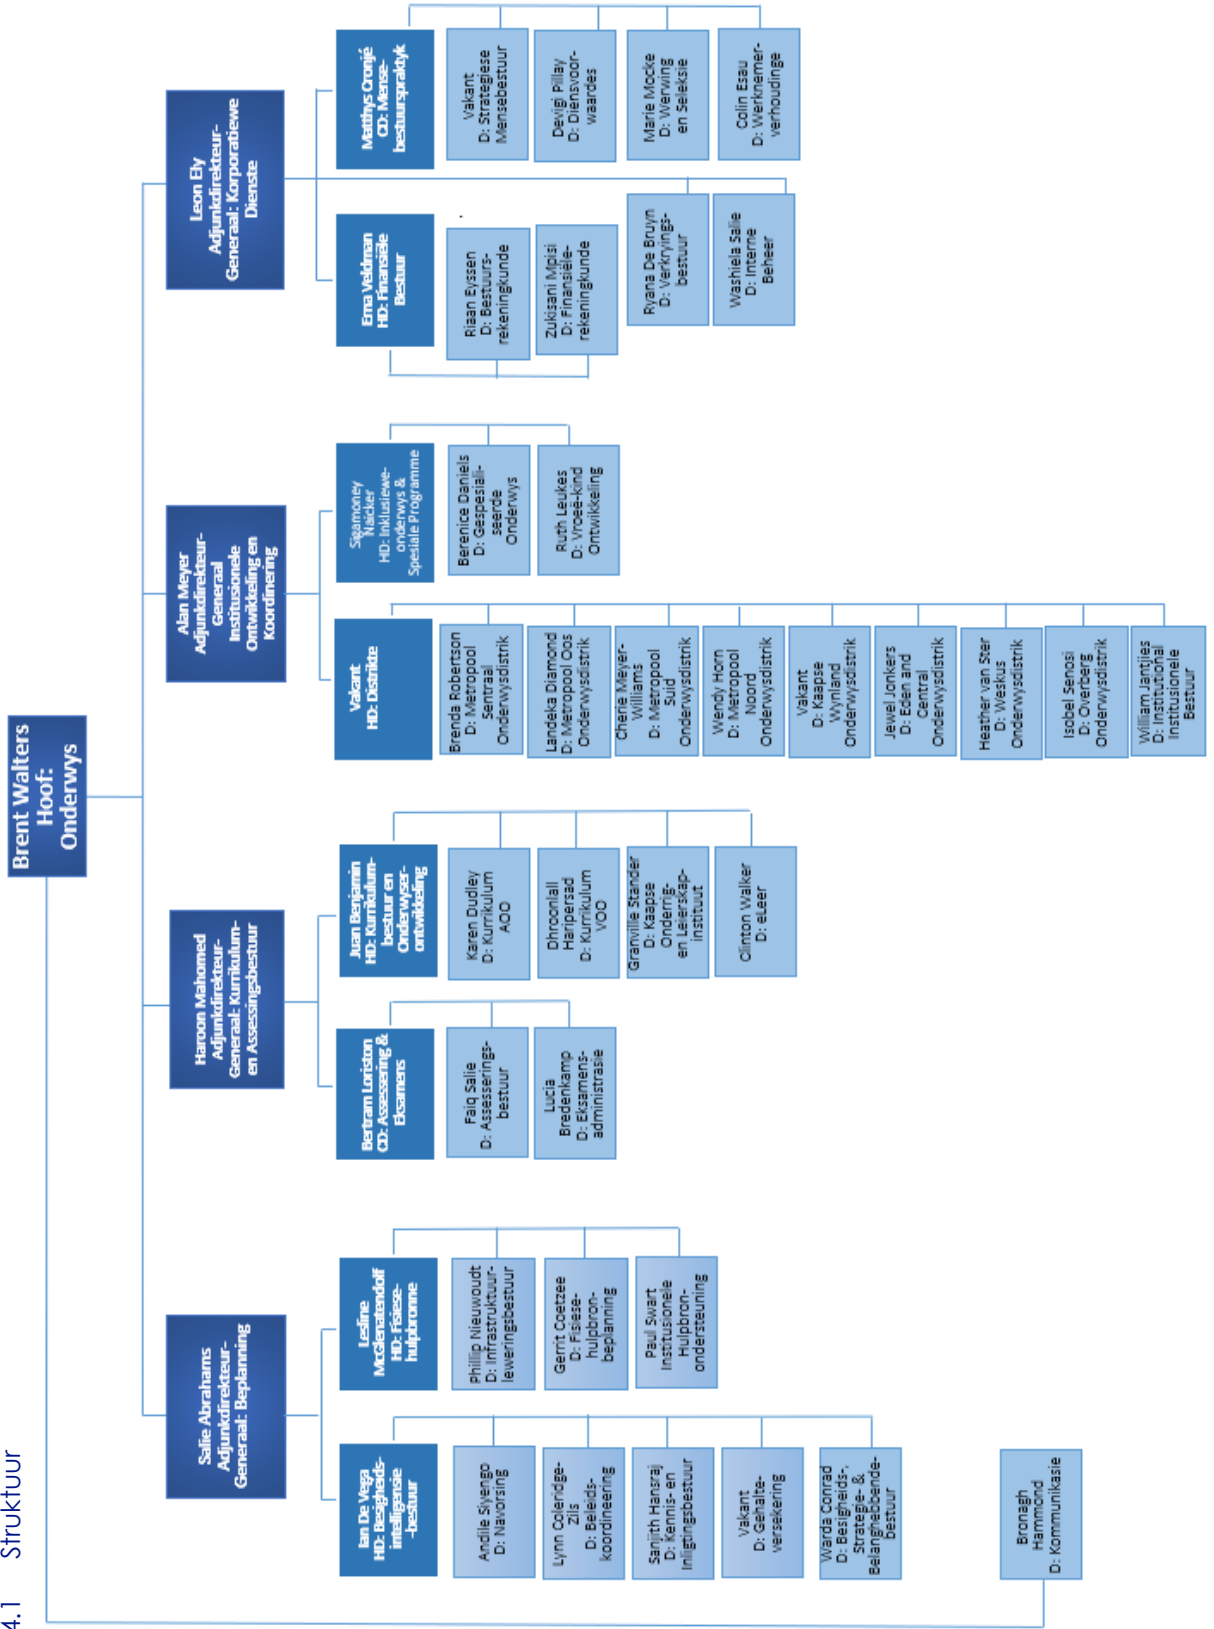 4.1 Struktuur
Brent Walters
Hoof:
Onderwys
Salie Abrahams
Adjunkdirekteur-
Generaal: Beplanning
Ian De Vega
HD: Besigheids-
intelligensie
-bestuur
Andile Siyengo
D: Navorsing
Lynn Coleridge-
Zils
D: Beleids-
koordineering
Sanjith Hansraj
D: Kennis- en
Inligtingsbestuur
Vakant
D: Gehalte-
versekering
Warda Conrad
D: Besigheids-,
Strategie- &
Belanghebbende-
bestuur
Lesline
HD: Fisiese-
hulpbronne
Phillip Nieuwoudt
D: Infrastruktuur-
leweringsbestuur
Gerrit Coetzee
D: Fisiese-
hulpbron-
beplanning
Paul Swart
Institusionele
Hulpbron-
ondersteuning
Haroon Mahomed
Adjunkdirekteur-
Generaal: Kurrikulum-
en Assessingsbestuur
Bertram Loriston
CD: Assessering &
Eksamens
Faiq Salie
D: Assesserings-
bestuur
Lucia
Bredenkamp
D: Eksamens-
administrasie
Juan Benjamin
HD: Kurrikulum-
bestuur en
Onderwyser-
ontwikkeling
Karen Dudley
D: Kurrikulum
AOO
Dhroonlall
Haripersad
D: Kurrikulum
VOO
Granville Stander
D: Kaapse
Onderrig-
en Leierskap-
instituut
Clinton Walker
D: eLeer
Alan Meyer
Adjunkdirekteur-
Generaal
Institusionele
Ontwikkeling en
Koordinering
Vakant
HD: Distrikte
Brenda Robertson
D: Metropool
Sentraal
Onderwysdistrik
Landeka Diamond
D: Metropool Oos
Onderwysdistrik
Cherie Meyer-
Williams
D: Metropool
Suid
Onderwysdistrik
Wendy Horn
D: Metropool
Noord
Onderwysdistrik
Vakant
D: Kaapse
Wynland
Onderwysdistrik
Jewel Jonkers
D: Eden and
Central
Onderwysdistrik
Heather van Ster
D: Weskus
Onderwysdistrik
Isobel Senosi
D: Overberg
Onderwysdistrik
William Jantjies
D: Institutional
Institusionele
Bestuur
Sigamoney
Naicker
HD: Inklusiewe-
onderwys &
Spesiale Programme
Berenice Daniels
D: Gespesiali-
seerde
Onderwys
Ruth Leukes
D: Vroeë-kind
Ontwikkeling
Leon Ely
Adjunkdirekteur-
Generaal: Korporatiewe
Dienste
Erna Veldman
HD: Finansiële
Bestuur
Riaan Eyssen
D: Bestuurs-
rekeningkunde
Zukisani Mpisi
D: Finansiële-
rekeningkunde
Ryana De Bruyn
D: Verkryings-
bestuur
Washiela Salie
D: Interne
Beheer
Matthys Cronjé
CD: Mense-
bestuurspraktyk
Vakant
D: Strategiese
Mensebestuur
Devigi Pillay
D: Diensvoor-
waardes
Marie Mocke
D: Werwing
en Seleksie
Colin Esau
D: Werknemer-
verhoudinge
Bronagh
Hammond
D: Kommunikasie